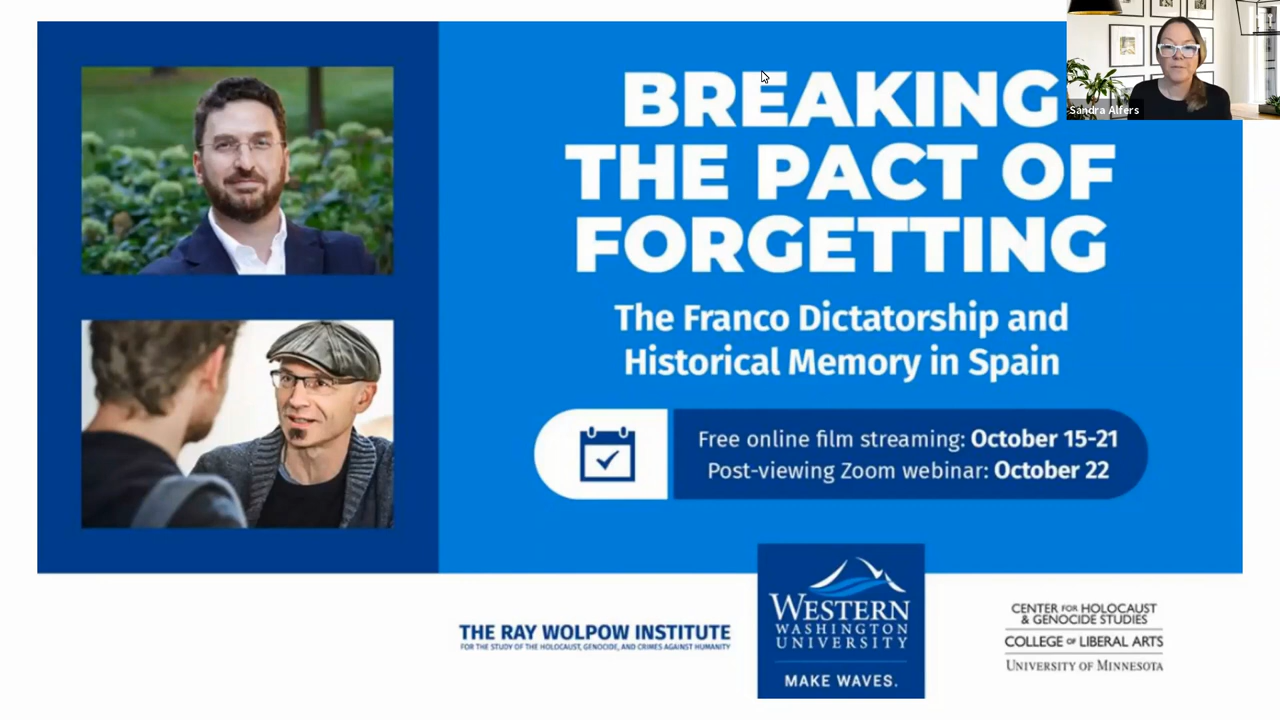 BREAKING
THE PACT OF
FORGETTING
The Franco Dictatorship and
Historical Memory in Spain
Free online film streaming: October 15-21
Post-viewing Zoom webinar: October 22
Sandra Alfers
THE RAY WOLPOW INSTITUTE
FOR THE STUDY OF THE HOLOCAUST, GENOCIDE, AND CRIMES AGAINST HUMANITY
WESTERN
WASHINGTON
UNIVERSITY
MAKE WAVES.
CENTER FOR HOLOCAUST
& GENOCIDE STUDIES
COLLEGE OF LIBERAL ARTS
UNIVERSITY OF MINNESOTA